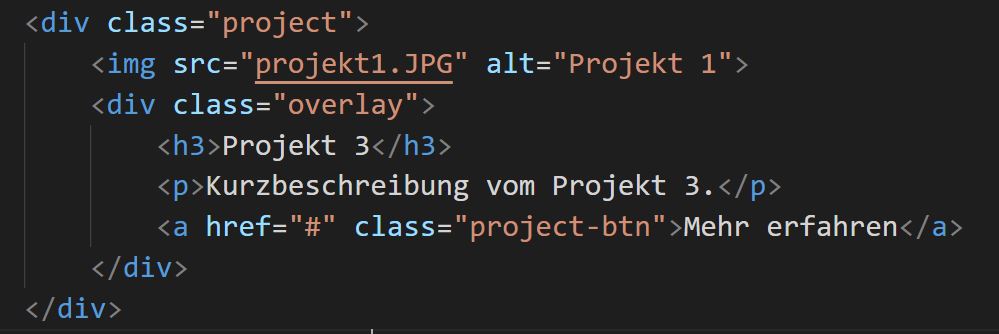 <div class="project">
<img src="projekt1.JPG" alt="Projekt 1">
<div class="overlay">
<h3>Projekt 3</h3>
<p>Kurzbeschreibung vom Projekt 3.</p>
<a href="#" class="project-btn">Mehr erfahren</a>
</div>
</div>